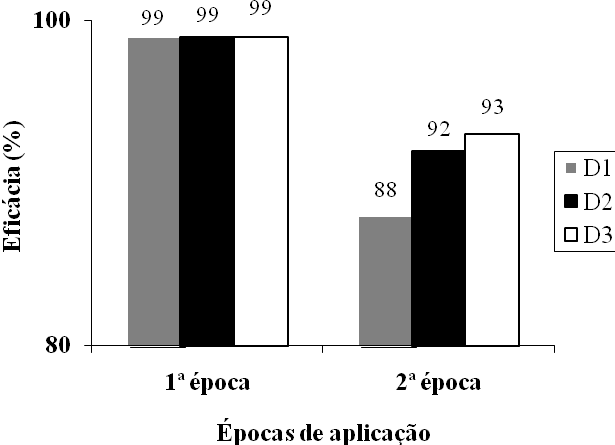 100
99 99 99
93
92
88
Eficácia (%)
D1
D2
D3
80
1ª época 2ª época
Épocas de aplicação